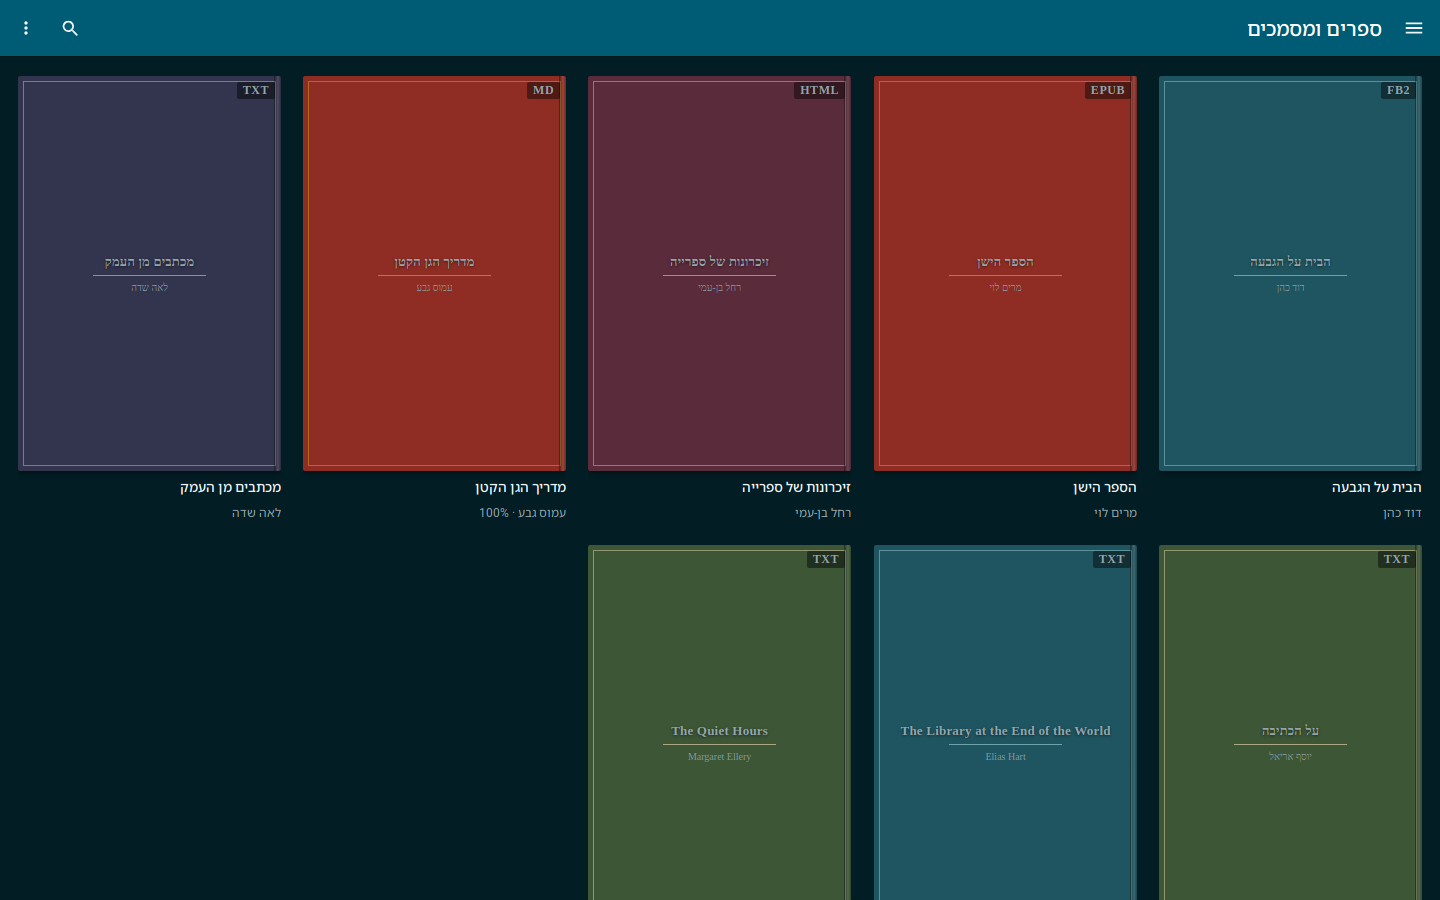 ספרים ומסמכים
FB2
הבית על הגבעה
דוד כהן
הבית על הגבעה
דוד כהן
EPUB
הספר הישן
מרים לוי
הספר הישן
מרים לוי
HTML
זיכרונות של ספרייה
רחל בן-עמי
זיכרונות של ספרייה
רחל בן-עמי
MD
מדריך הגן הקטן
עמוס גבע
מדריך הגן הקטן
עמוס גבע · 100%
TXT
מכתבים מן העמק
לאה שדה
מכתבים מן העמק
לאה שדה
TXT
על הכתיבה
יוסף אריאל
TXT
The Library at the End of the World
Elias Hart
TXT
The Quiet Hours
Margaret Ellery